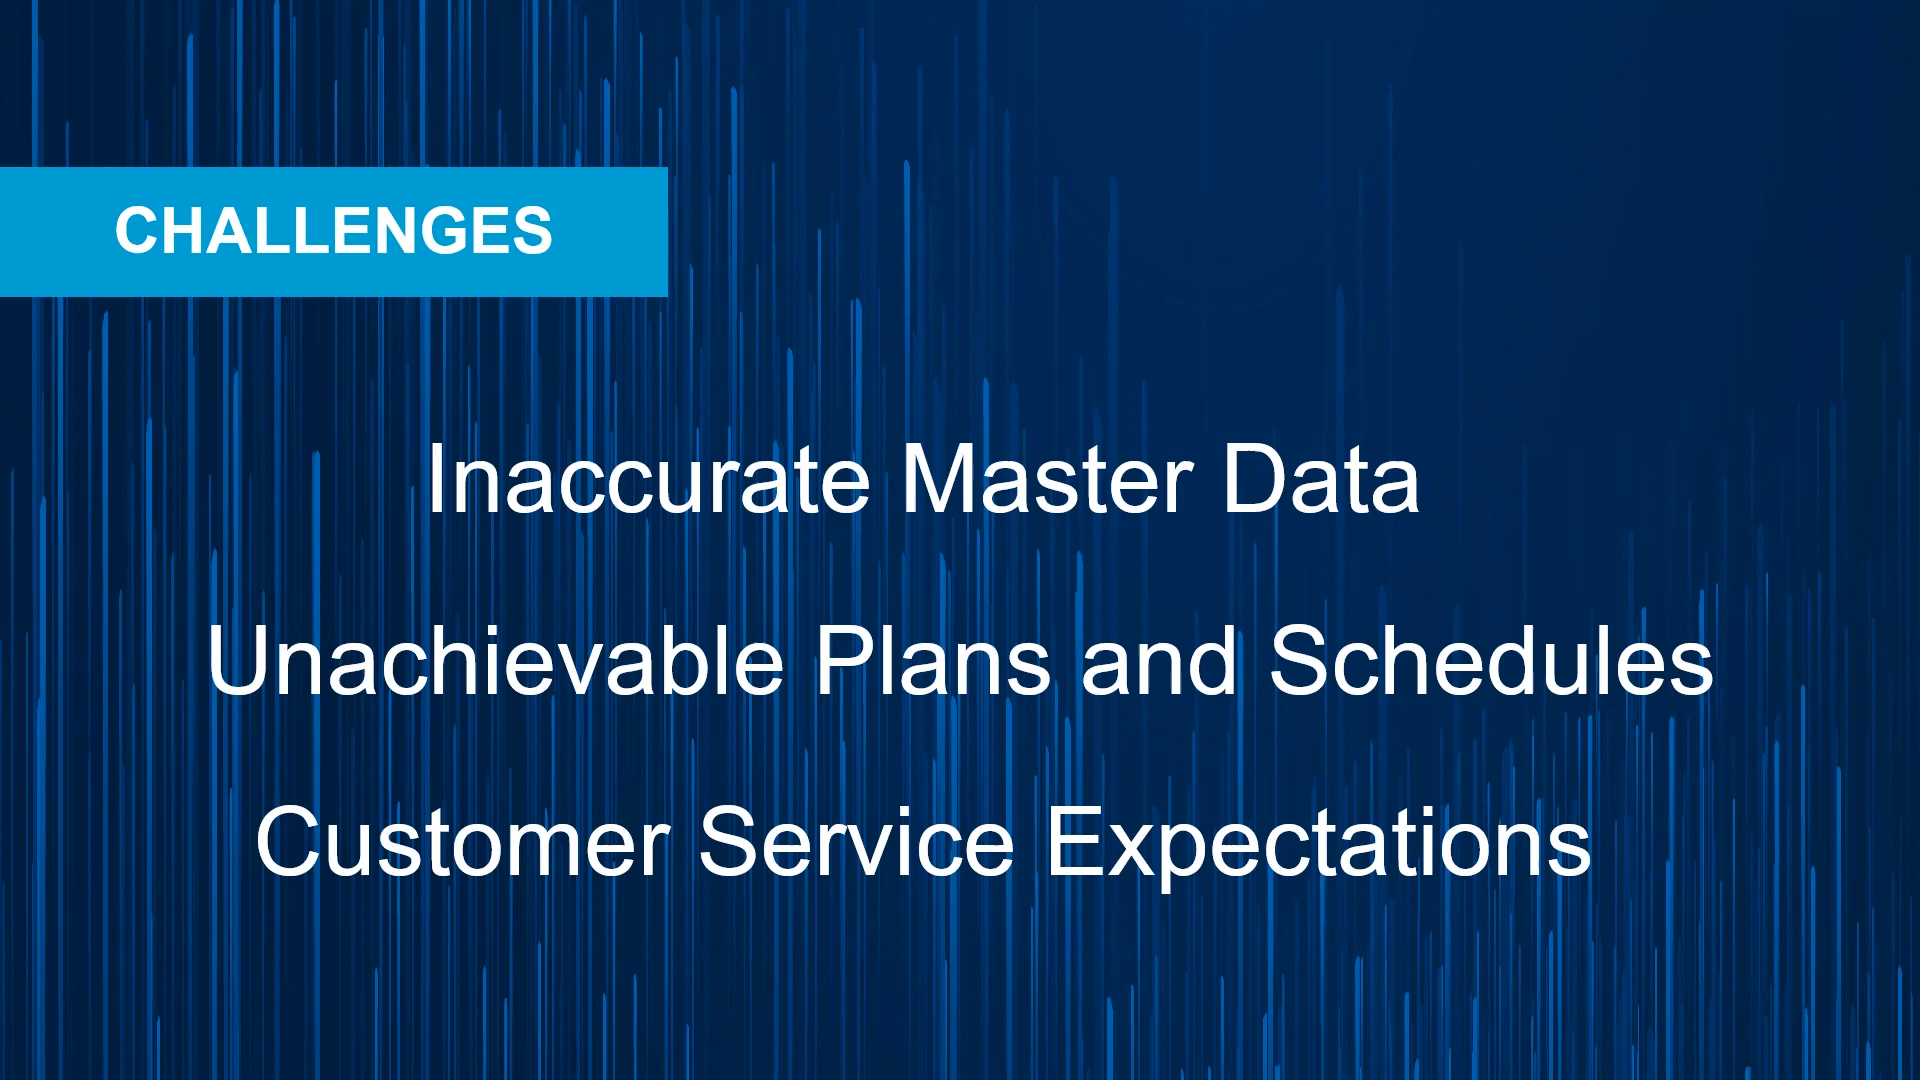 CHALLENGES
Inaccurate Master Data
Unachievable Plans and Schedules
Customer Service Expectations